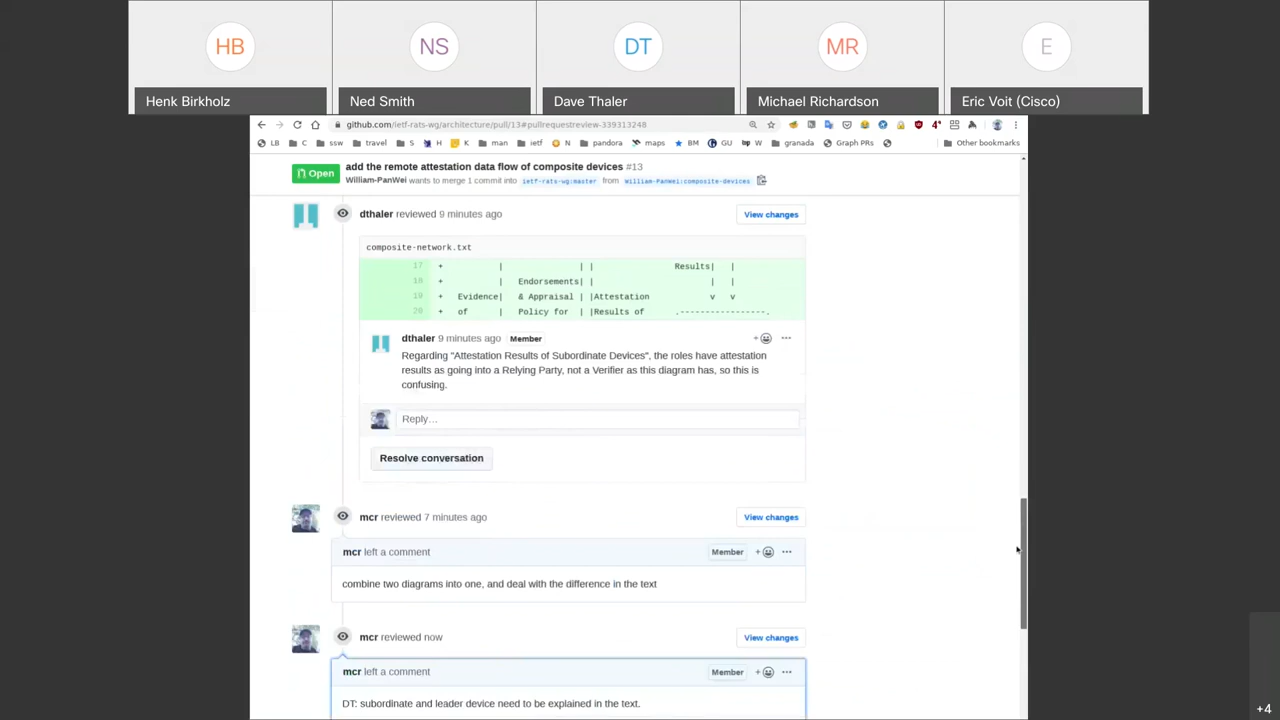 HB
NS
DT
MR
E
Henk Birkholz
Ned Smith
Dave Thaler
Michael Richardson
Eric Voit (Cisco)
github.com/ietf-rats-wg/architecture/pull/13#pullrequestreview-339313248
LB C ssw travel S H K man ietf N pandora maps BM GU W granada Graph PRs Other bookmarks
Open
add the remote attestation data flow of composite devices #13
William-PanWei wants to merge 1 commit into ietf-rats-wg:master from William-PanWei:composite-devices
dthaler reviewed 9 minutes ago
View changes
composite-network.txt
17 + | | | Results| |
18 + | Endorsements| | | |
19 + Evidence| & Appraisal | |Attestation v v
20 + of | Policy for | |Results of .-----------------.
dthaler 9 minutes ago Member
Regarding "Attestation Results of Subordinate Devices", the roles have attestation
results as going into a Relying Party, not a Verifier as this diagram has, so this is
confusing.
Reply…
Resolve conversation
mcr reviewed 7 minutes ago
View changes
mcr left a comment
Member
combine two diagrams into one, and deal with the difference in the text
mcr reviewed now
View changes
mcr left a comment
Member
DT: subordinate and leader device need to be explained in the text.
+4